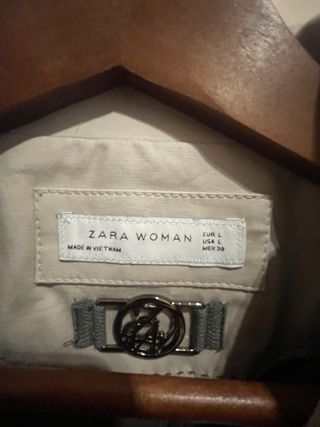 ZARA WOMAN
MADE IN VIETNAM
EUR L
USA L
MEX 30